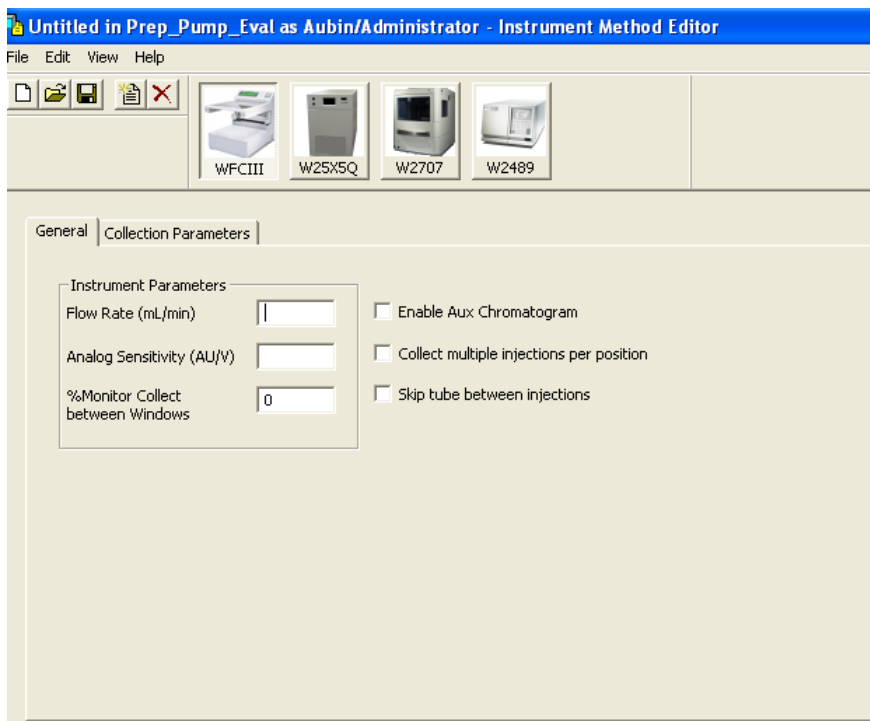 Untitled in Prep_Pump_Eval as Aubin/Administrator - Instrument Method Editor
File Edit View Help
WFCIII W25X5Q W2707 W2489
General Collection Parameters
Instrument Parameters
Flow Rate (mL/min)
Enable Aux Chromatogram
Analog Sensitivity (AU/V)
Collect multiple injections per position
%Monitor Collect
between Windows
0
Skip tube between injections